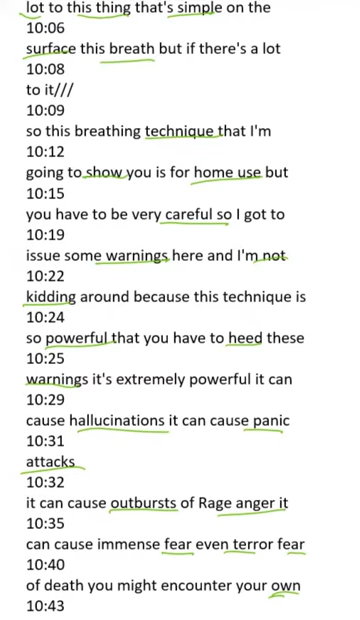 lot to this thing that's simple on the
10:06
surface this breath but if there's a lot
10:08
to it///
10:09
so this breathing technique that I'm
10:12
going to show you is for home use but
10:15
you have to be very careful so I got to
10:19
issue some warnings here and I'm not
10:22
kidding around because this technique is
10:24
so powerful that you have to heed these
10:25
warnings it's extremely powerful it can
10:29
cause hallucinations it can cause panic
10:31
attacks
10:32
it can cause outbursts of Rage anger it
10:35
can cause immense fear even terror fear
10:40
of death you might encounter your own
10:43